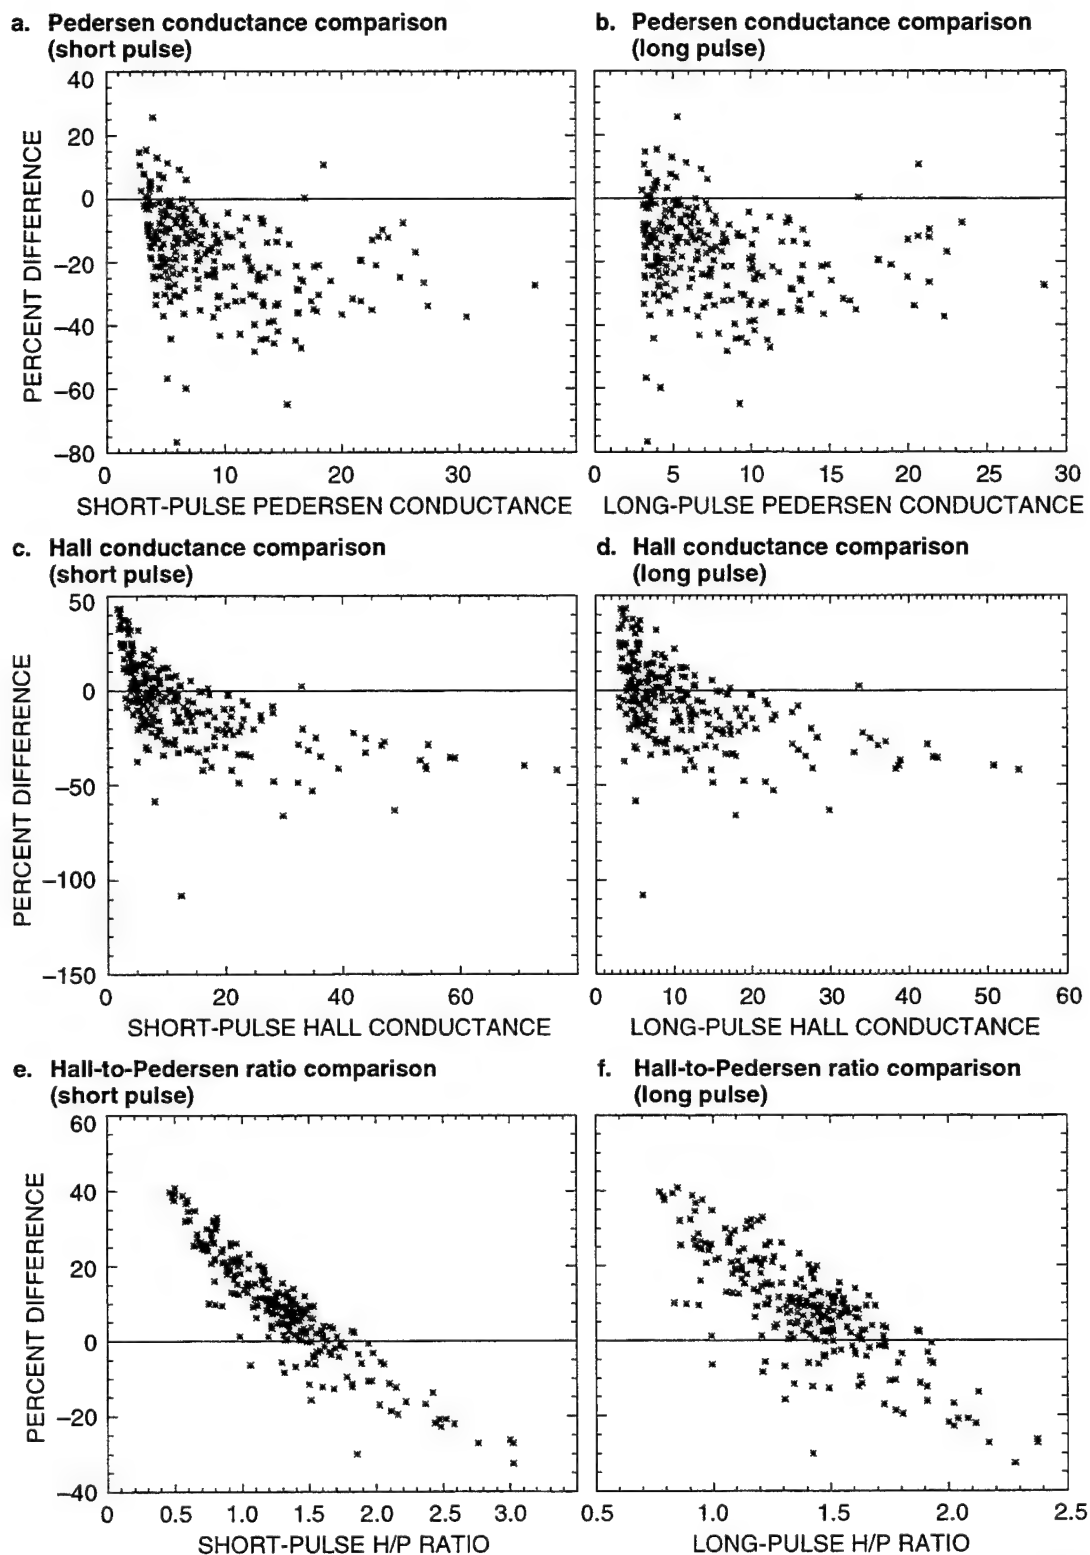 a. Pedersen conductance comparison
(short pulse)
b. Pedersen conductance comparison
(long pulse)
PERCENT DIFFERENCE
40
20
0
−20
−40
−60
−80
0 10 20 30
SHORT-PULSE PEDERSEN CONDUCTANCE
0 5 10 15 20 25 30
LONG-PULSE PEDERSEN CONDUCTANCE
c. Hall conductance comparison
(short pulse)
d. Hall conductance comparison
(long pulse)
PERCENT DIFFERENCE
50
0
−50
−100
−150
0 20 40 60
SHORT-PULSE HALL CONDUCTANCE
0 10 20 30 40 50 60
LONG-PULSE HALL CONDUCTANCE
e. Hall-to-Pedersen ratio comparison
(short pulse)
f. Hall-to-Pedersen ratio comparison
(long pulse)
PERCENT DIFFERENCE
60
40
20
0
−20
−40
0 0.5 1.0 1.5 2.0 2.5 3.0
SHORT-PULSE H/P RATIO
0.5 1.0 1.5 2.0 2.5
LONG-PULSE H/P RATIO